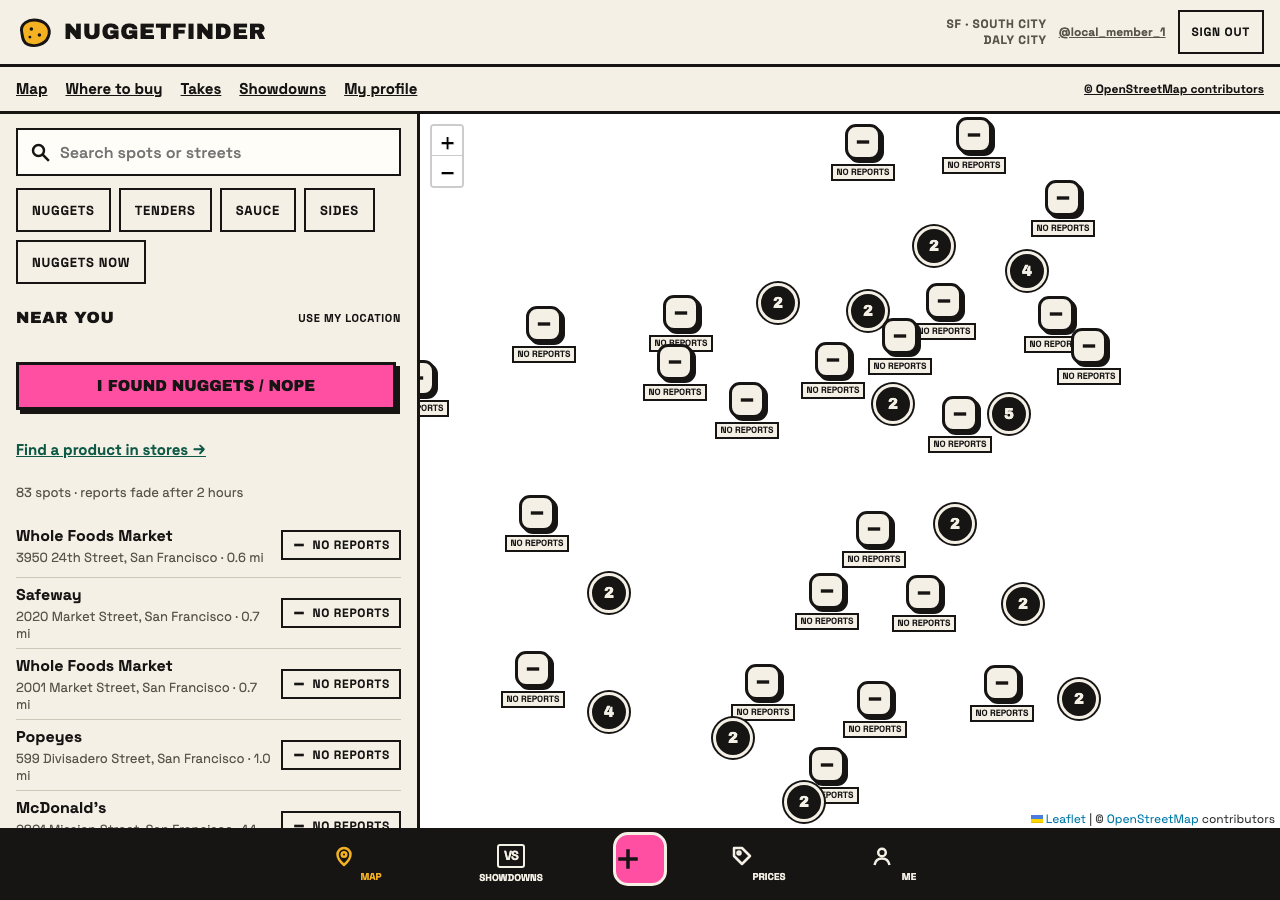 NUGGETFINDER
SF · SOUTH CITY
DALY CITY
@local_member_1
SIGN OUT
Map
Where to buy
Takes
Showdowns
My profile
© OpenStreetMap contributors
Search spots or streets
NUGGETS
TENDERS
SAUCE
SIDES
NUGGETS NOW
NEAR YOU
USE MY LOCATION
I FOUND NUGGETS / NOPE
Find a product in stores →
83 spots · reports fade after 2 hours
Whole Foods Market
3950 24th Street, San Francisco · 0.6 mi
– NO REPORTS
Safeway
2020 Market Street, San Francisco · 0.7
mi
– NO REPORTS
Whole Foods Market
2001 Market Street, San Francisco · 0.7
mi
– NO REPORTS
Popeyes
599 Divisadero Street, San Francisco · 1.0
mi
– NO REPORTS
McDonald's
NO REPORTS
+
−
NO REPORTS
NO REPORTS
NO REPORTS
2
4
2
2
NO REPORTS
NO REPORTS
NO REPORTS
NO REPORTS
NO REPORTS
NO REPORTS
NO REPORTS
NO REPORTS
NO REPORTS
NO REPORTS
2
5
NO REPORTS
NO REPORTS
2
NO REPORTS
2
NO REPORTS
NO REPORTS
2
NO REPORTS
4
NO REPORTS
2
NO REPORTS
NO REPORTS
2
2
Leaflet | © OpenStreetMap contributors
MAP
VS
SHOWDOWNS
+
PRICES
ME